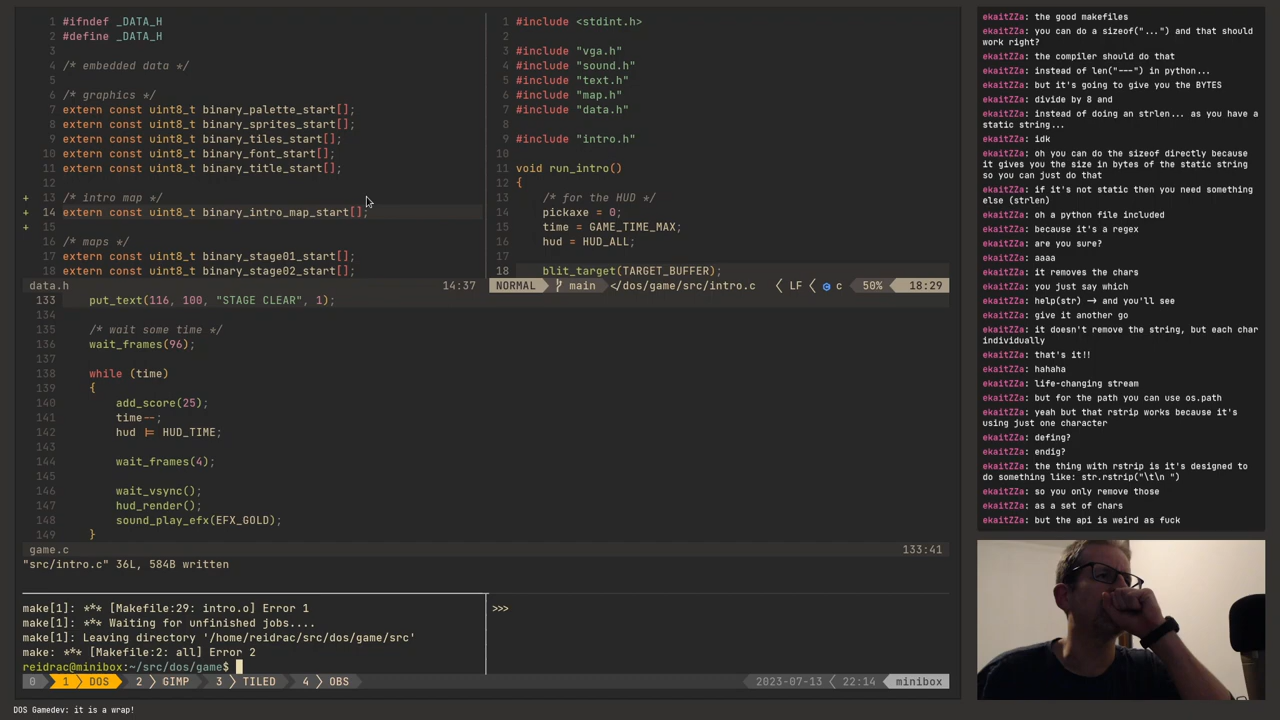 1 #ifndef _DATA_H
2 #define _DATA_H
3
4 /* embedded data */
5
6 /* graphics */
7 extern const uint8_t binary_palette_start[];
8 extern const uint8_t binary_sprites_start[];
9 extern const uint8_t binary_tiles_start[];
10 extern const uint8_t binary_font_start[];
11 extern const uint8_t binary_title_start[];
12
+ 13 /* intro map */
+ 14 extern const uint8_t binary_intro_map_start[];
+ 15
16 /* maps */
17 extern const uint8_t binary_stage01_start[];
18 extern const uint8_t binary_stage02_start[];
data.h 14:37
1 #include <stdint.h>
2
3 #include "vga.h"
4 #include "sound.h"
5 #include "text.h"
6 #include "map.h"
7 #include "data.h"
8
9 #include "intro.h"
10
11 void run_intro()
12 {
13 /* for the HUD */
14 pickaxe = 0;
15 time = GAME_TIME_MAX;
16 hud = HUD_ALL;
17
18 blit_target(TARGET_BUFFER);
NORMAL main </dos/game/src/intro.c LF c 50% 18:29
133 put_text(116, 100, "STAGE CLEAR", 1);
134
135 /* wait some time */
136 wait_frames(96);
137
138 while (time)
139 {
140 add_score(25);
141 time--;
142 hud |= HUD_TIME;
143
144 wait_frames(4);
145
146 wait_vsync();
147 hud_render();
148 sound_play_efx(EFX_GOLD);
149 }
game.c 133:41
"src/intro.c" 36L, 584B written
make[1]: *** [Makefile:29: intro.o] Error 1
make[1]: *** Waiting for unfinished jobs....
make[1]: Leaving directory '/home/reidrac/src/dos/game/src'
make: *** [Makefile:2: all] Error 2
reidrac@minibox:~/src/dos/game$
>>>
0 1 DOS 2 GIMP 3 TILED 4 OBS 2023-07-13 22:14 minibox
DOS Gamedev: it is a wrap!
ekaitZZa: the good makefiles
ekaitZZa: you can do a sizeof("...") and that should
work right?
ekaitZZa: the compiler should do that
ekaitZZa: instead of len("---") in python...
ekaitZZa: but it's going to give you the BYTES
ekaitZZa: divide by 8 and
ekaitZZa: instead of doing an strlen... as you have a
static string...
ekaitZZa: idk
ekaitZZa: oh you can do the sizeof directly because
it gives you the size in bytes of the static string
so you can just do that
ekaitZZa: if it's not static then you need something
else (strlen)
ekaitZZa: oh a python file included
ekaitZZa: because it's a regex
ekaitZZa: are you sure?
ekaitZZa: aaaa
ekaitZZa: it removes the chars
ekaitZZa: you just say which
ekaitZZa: help(str) -> and you'll see
ekaitZZa: give it another go
ekaitZZa: it doesn't remove the string, but each char
individually
ekaitZZa: that's it!!
ekaitZZa: hahaha
ekaitZZa: life-changing stream
ekaitZZa: but for the path you can use os.path
ekaitZZa: yeah but that rstrip works because it's
using just one character
ekaitZZa: defing?
ekaitZZa: endig?
ekaitZZa: the thing with rstrip is it's designed to
do something like: str.rstrip("\t\n ")
ekaitZZa: so you only remove those
ekaitZZa: as a set of chars
ekaitZZa: but the api is weird as fuck